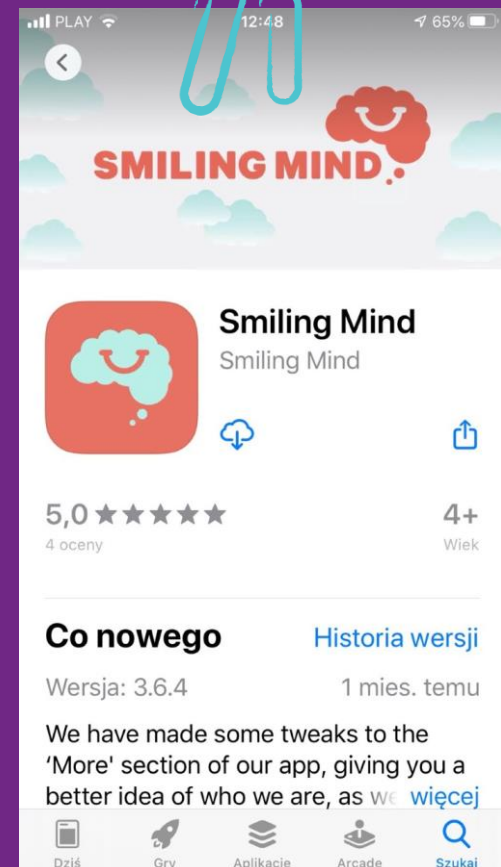 PLAY 12:48 65%
SMILING MIND
Smiling Mind
Smiling Mind
5,0 ★★★★★ 4+
4 oceny Wiek
Co nowego Historia wersji
Wersja: 3.6.4 1 mies. temu
We have made some tweaks to the
‘More' section of our app, giving you a
better idea of who we are, as we więcej
Dziś Gry Aplikacje Arcade Szukaj